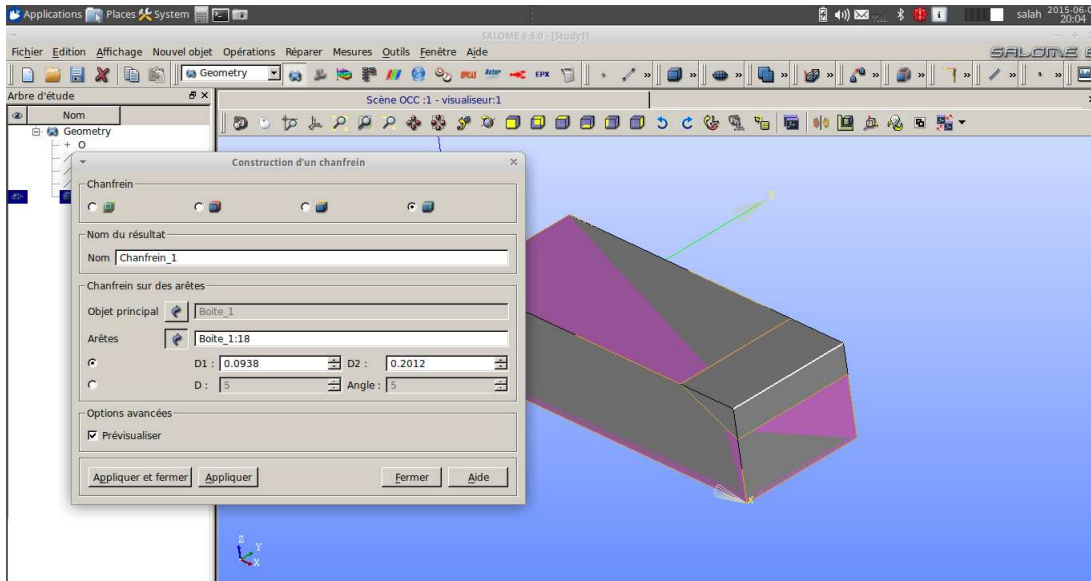 Applications Places System salah 2015-06-0
20:04
SALOME 6.6.0 - [Study1]
Fichier Edition Affichage Nouvel objet Opérations Réparer Mesures Outils Fenêtre Aide
SALOME 6
Geometry EPX
Arbre d'étude
Scène OCC :1 - visualiseur:1
Nom
Geometry
O
Construction d'un chanfrein
Chanfrein
Nom du résultat
Nom Chanfrein_1
Chanfrein sur des arêtes
Objet principal Boite_1
Arêtes Boite_1:18
D1 : 0.0938 D2 : 0.2012
D : 5 Angle : 5
Options avancées
Prévisualiser
Appliquer et fermer Appliquer Fermer Aide
Y
X
Z
Y
X